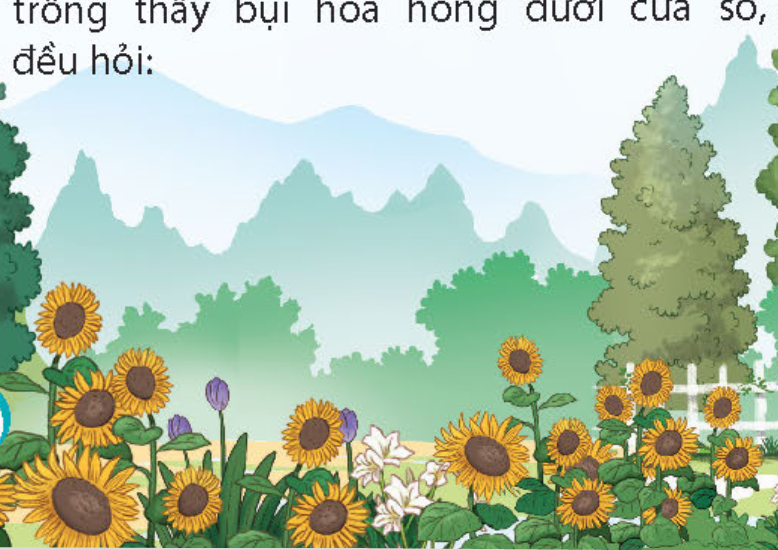 trông thấy bụi hoa hồng dưới cửa sổ,
đều hỏi: